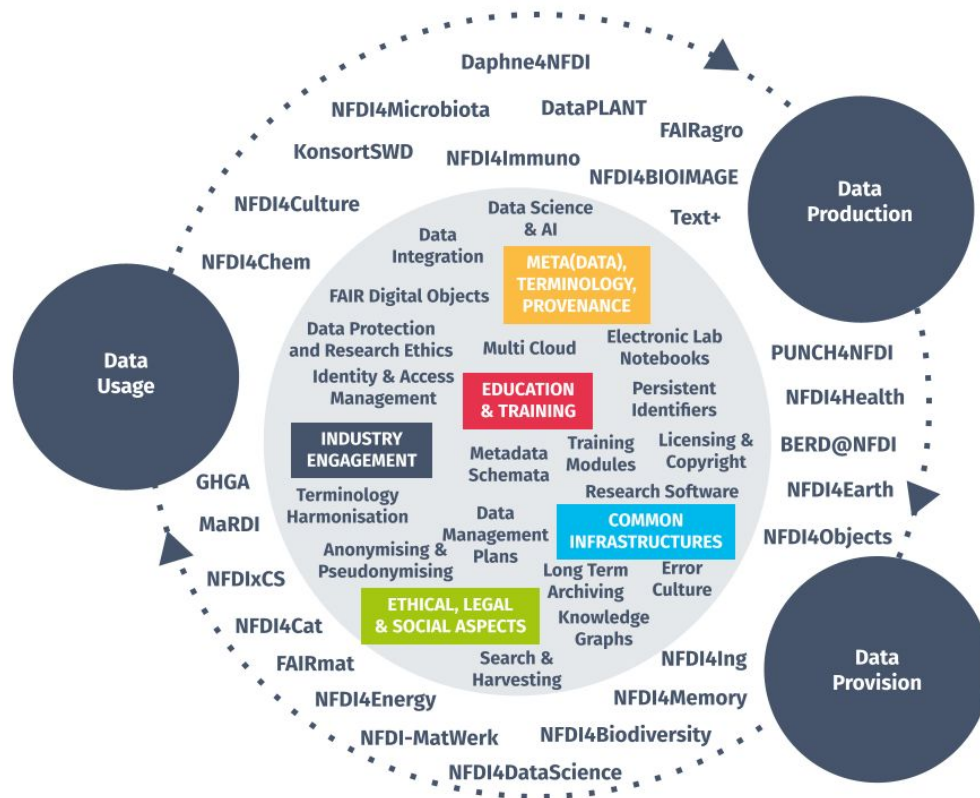 Daphne4NFDI
NFDI4Microbiota
DataPLANT
FAIRagro
KonsortSWD
NFDI4Immuno
NFDI4BIOIMAGE
NFDI4Culture
Text+
NFDI4Chem
Data
Production
Data
Usage
Data Science
& AI
Data
Integration
META(DATA),
TERMINOLOGY,
PROVENANCE
FAIR Digital Objects
Data Protection
and Research Ethics
Multi Cloud
Electronic Lab
Notebooks
Identity & Access
Management
EDUCATION
& TRAINING
Persistent
Identifiers
INDUSTRY
ENGAGEMENT
Metadata
Schemata
Training
Modules
Licensing &
Copyright
Terminology
Harmonisation
Research Software
Data
Management
Plans
COMMON
INFRASTRUCTURES
Anonymising &
Pseudonymising
Long Term
Archiving
Error
Culture
ETHICAL, LEGAL
& SOCIAL ASPECTS
Knowledge
Graphs
Search &
Harvesting
PUNCH4NFDI
NFDI4Health
BERD@NFDI
NFDI4Earth
NFDI4Objects
Data
Provision
GHGA
MaRDI
NFDIxCS
NFDI4Cat
FAIRmat
NFDI4Energy
NFDI-MatWerk
NFDI4DataScience
NFDI4Biodiversity
NFDI4Memory
NFDI4Ing